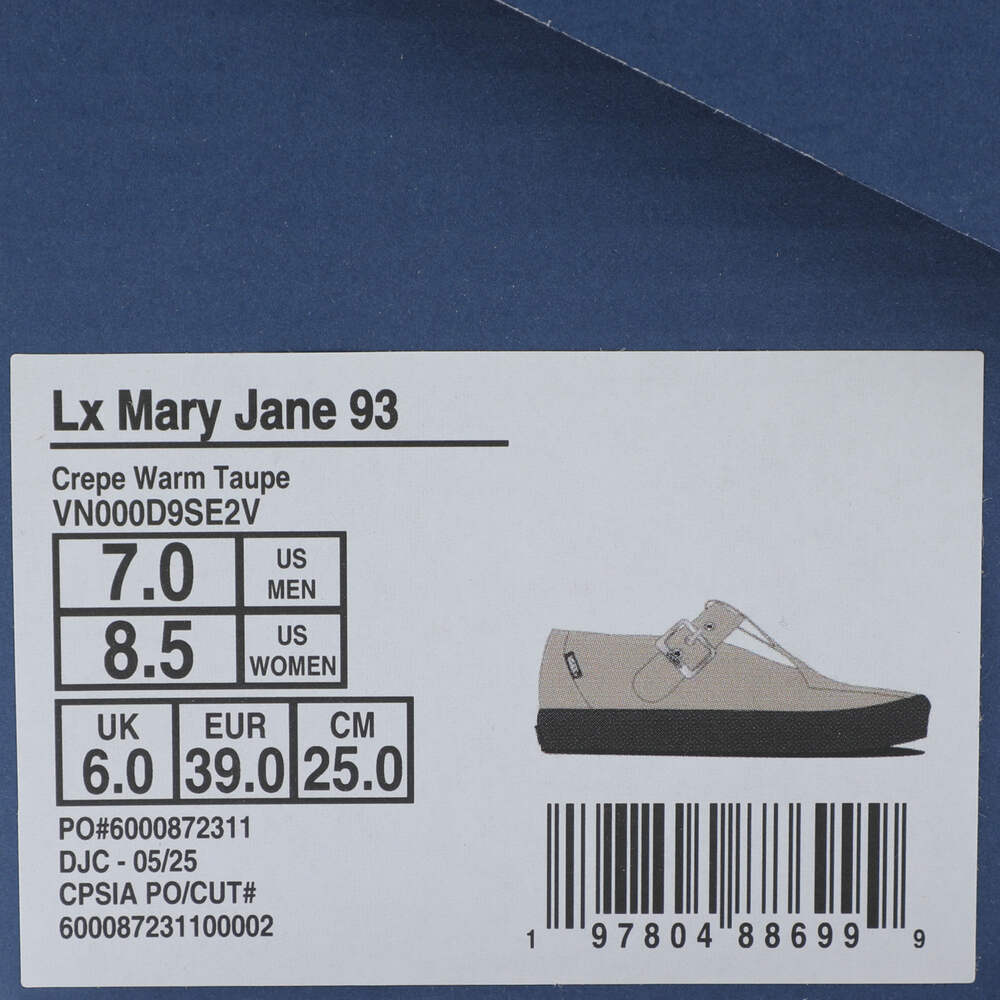 Lx Mary Jane 93
Crepe Warm Taupe
VN000D9SE2V
7.0 US MEN
8.5 US WOMEN
UK EUR CM
6.0 39.0 25.0
PO#6000872311
DJC - 05/25
CPSIA PO/CUT#
600087231100002
1 97804 88699 9